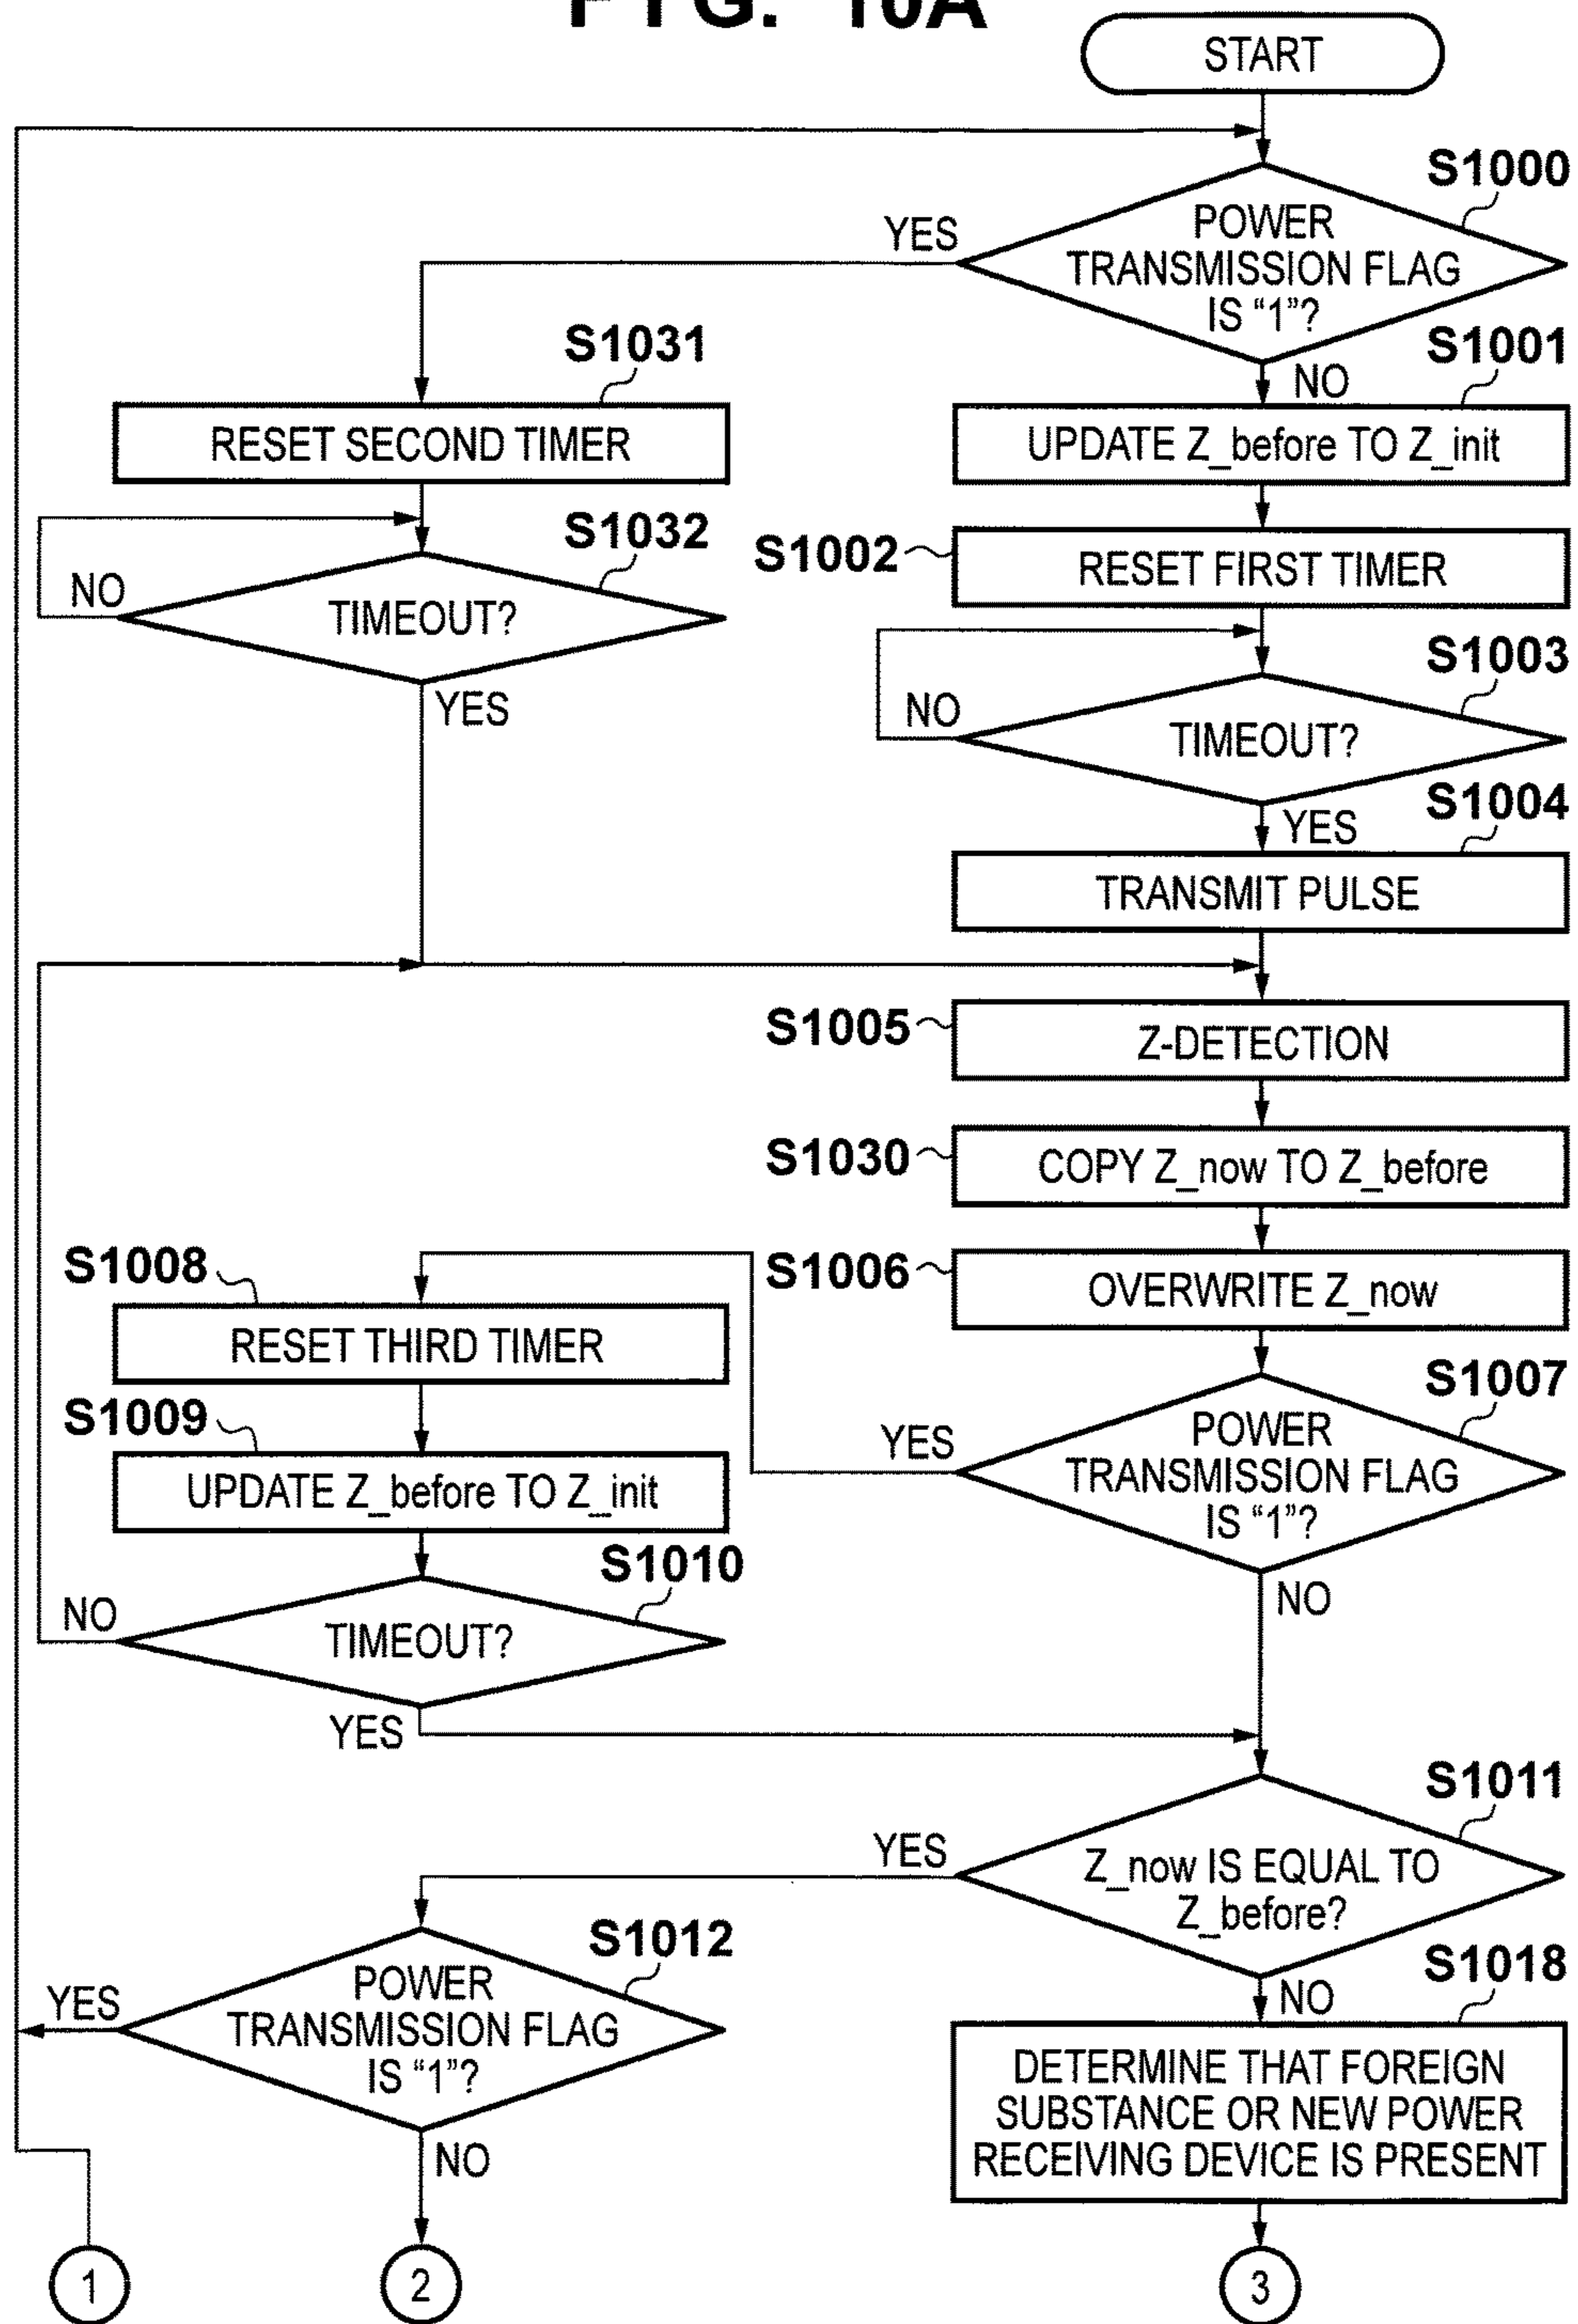 FIG. 10A
START
S1000
POWER
TRANSMISSION FLAG
IS "1"?
YES
NO
S1031
RESET SECOND TIMER
S1001
UPDATE Z_before TO Z_init
S1032
TIMEOUT?
NO
YES
S1002
RESET FIRST TIMER
S1003
TIMEOUT?
NO
YES
S1004
TRANSMIT PULSE
S1005
Z-DETECTION
S1030
COPY Z_now TO Z_before
S1006
OVERWRITE Z_now
S1007
POWER
TRANSMISSION FLAG
IS "1"?
YES
NO
S1008
RESET THIRD TIMER
S1009
UPDATE Z_before TO Z_init
S1010
TIMEOUT?
NO
YES
S1011
Z_now IS EQUAL TO
Z_before?
YES
NO
S1012
POWER
TRANSMISSION FLAG
IS "1"?
YES
NO
S1018
DETERMINE THAT FOREIGN
SUBSTANCE OR NEW POWER
RECEIVING DEVICE IS PRESENT
1
2
3